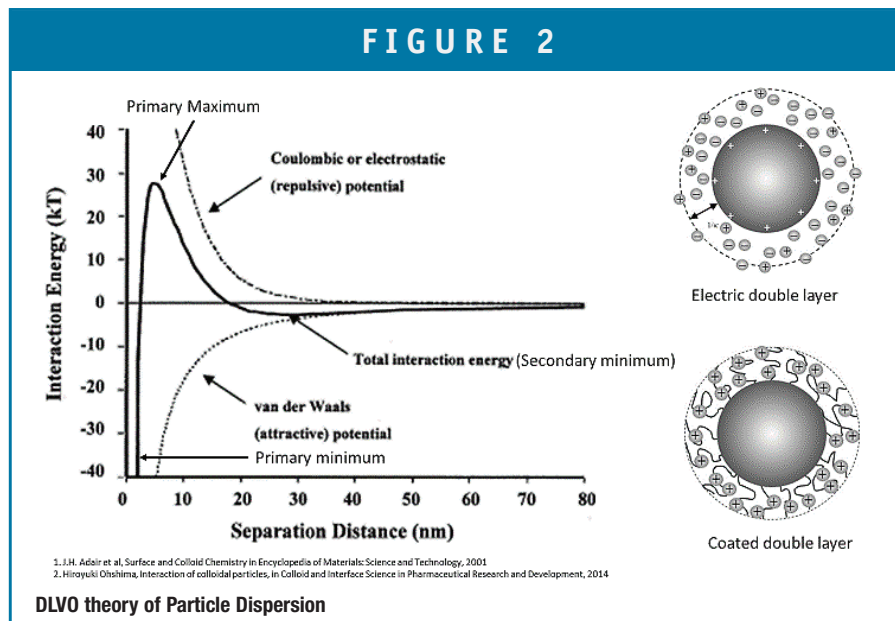 FIGURE 2
Primary Maximum
40
30
20
10
0
-10
-20
-30
-40
Interaction Energy (kT)
Coulombic or electrostatic
(repulsive) potential
Total interaction energy (Secondary minimum)
van der Waals
(attractive) potential
Primary minimum
0 10 20 30 40 50 60 70 80
Separation Distance (nm)
1/κ
Electric double layer
Coated double layer
1. J.H. Adair et al, Surface and Colloid Chemistry in Encyclopedia of Materials: Science and Technology, 2001
2. Hiroyuki Ohshima, Interaction of colloidal particles, in Colloid and Interface Science in Pharmaceutical Research and Development, 2014
DLVO theory of Particle Dispersion